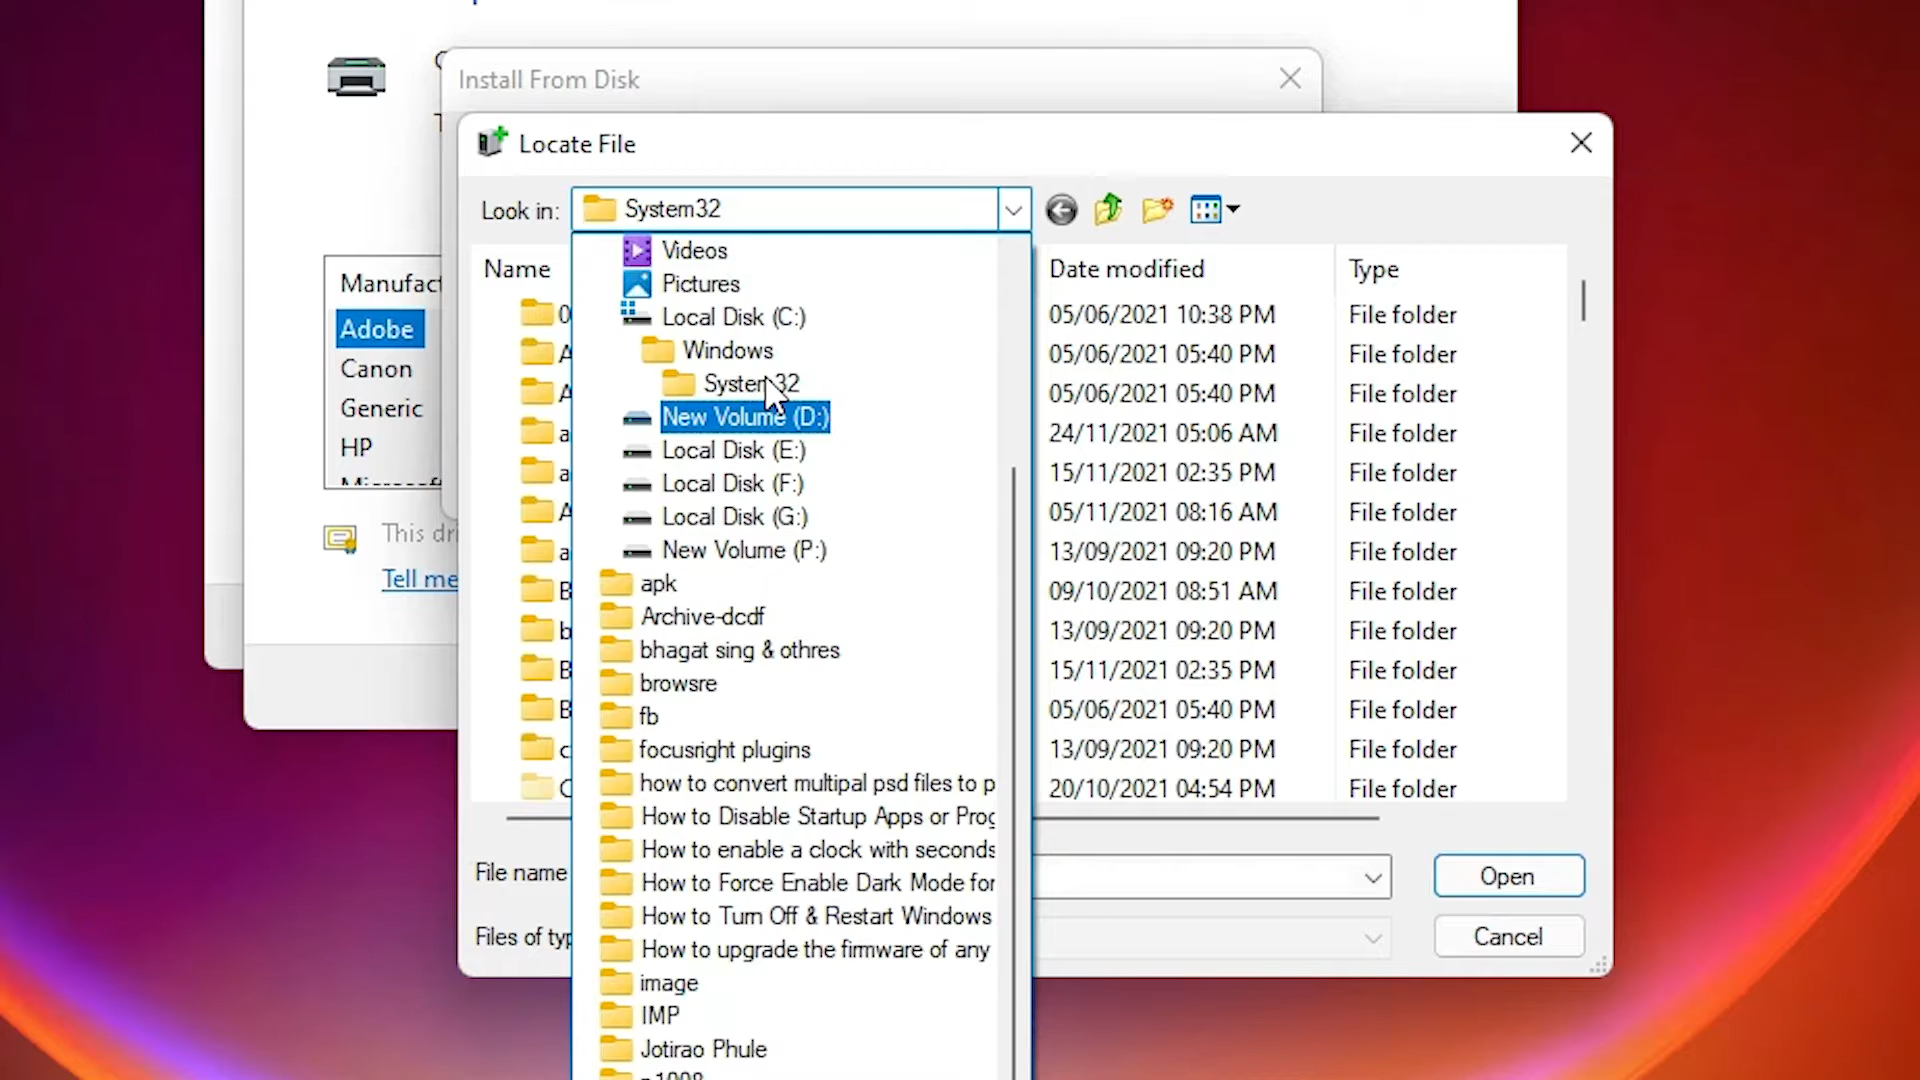 Install From Disk
Locate File
Look in: System32
Videos
Pictures
Local Disk (C:)
Windows
System32
New Volume (D:)
Local Disk (E:)
Local Disk (F:)
Local Disk (G:)
New Volume (P:)
apk
Archive-dcdf
bhagat sing & othres
browsre
fb
focusright plugins
how to convert multipal psd files to p
How to Disable Startup Apps or Prog
How to enable a clock with seconds
How to Force Enable Dark Mode for
How to Turn Off & Restart Windows
How to upgrade the firmware of any
image
IMP
Jotirao Phule
Name Date modified Type
05/06/2021 10:38 PM File folder
05/06/2021 05:40 PM File folder
05/06/2021 05:40 PM File folder
24/11/2021 05:06 AM File folder
15/11/2021 02:35 PM File folder
05/11/2021 08:16 AM File folder
13/09/2021 09:20 PM File folder
09/10/2021 08:51 AM File folder
13/09/2021 09:20 PM File folder
15/11/2021 02:35 PM File folder
05/06/2021 05:40 PM File folder
13/09/2021 09:20 PM File folder
20/10/2021 04:54 PM File folder
File name
Files of typ
Open
Cancel
Manufact
Adobe
Canon
Generic
HP
This dri
Tell me